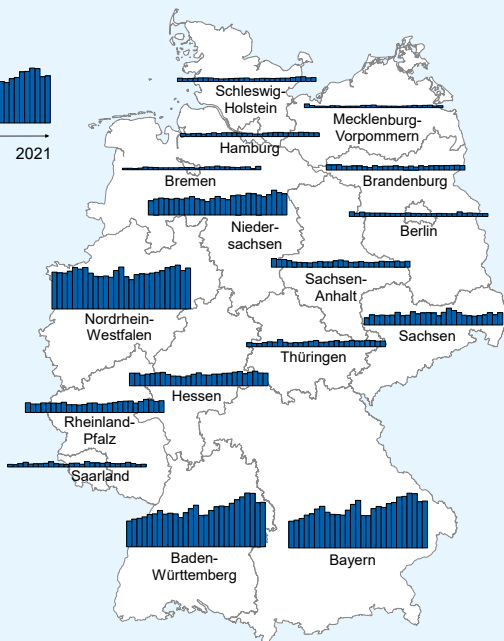 2021
Schleswig-
Holstein
Mecklenburg-
Vorpommern
Hamburg
Bremen
Brandenburg
Nieder-
sachsen
Berlin
Sachsen-
Anhalt
Nordrhein-
Westfalen
Sachsen
Thüringen
Hessen
Rheinland-
Pfalz
Saarland
Baden-
Württemberg
Bayern